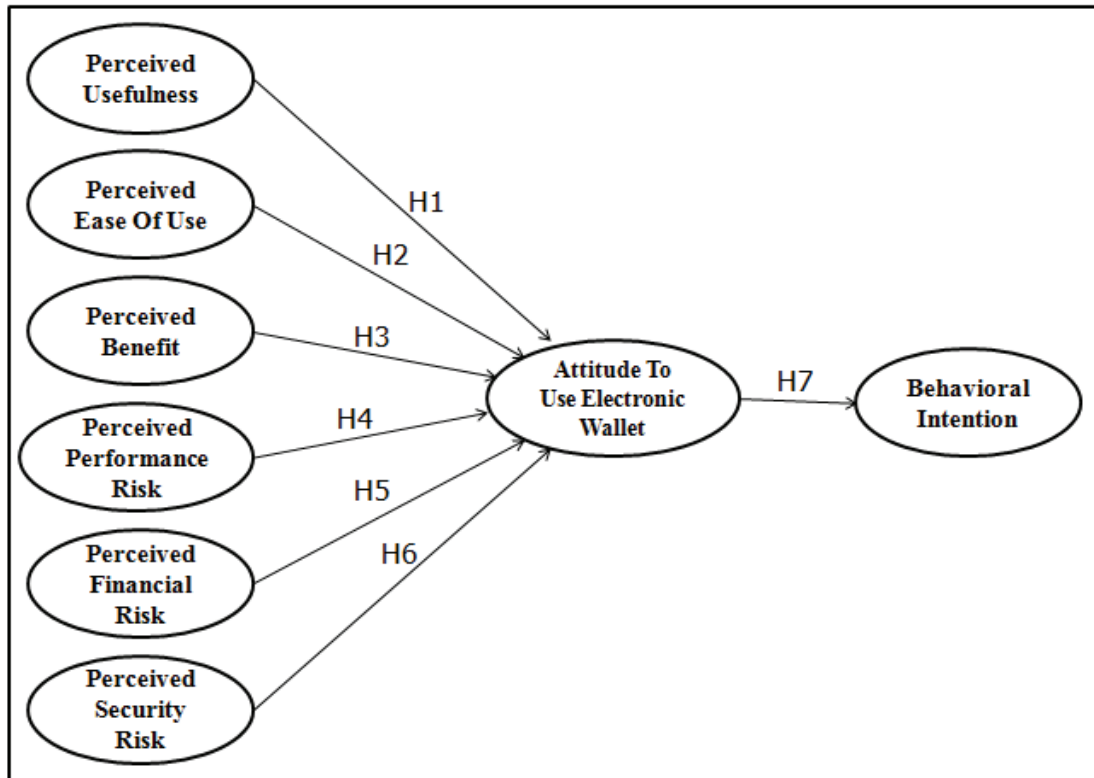 Perceived
Usefulness
H1
Perceived
Ease Of Use
H2
Perceived
Benefit
H3
Perceived
Performance
Risk
H4
Perceived
Financial
Risk
H5
Perceived
Security
Risk
H6
Attitude To
Use Electronic
Wallet
H7
Behavioral
Intention